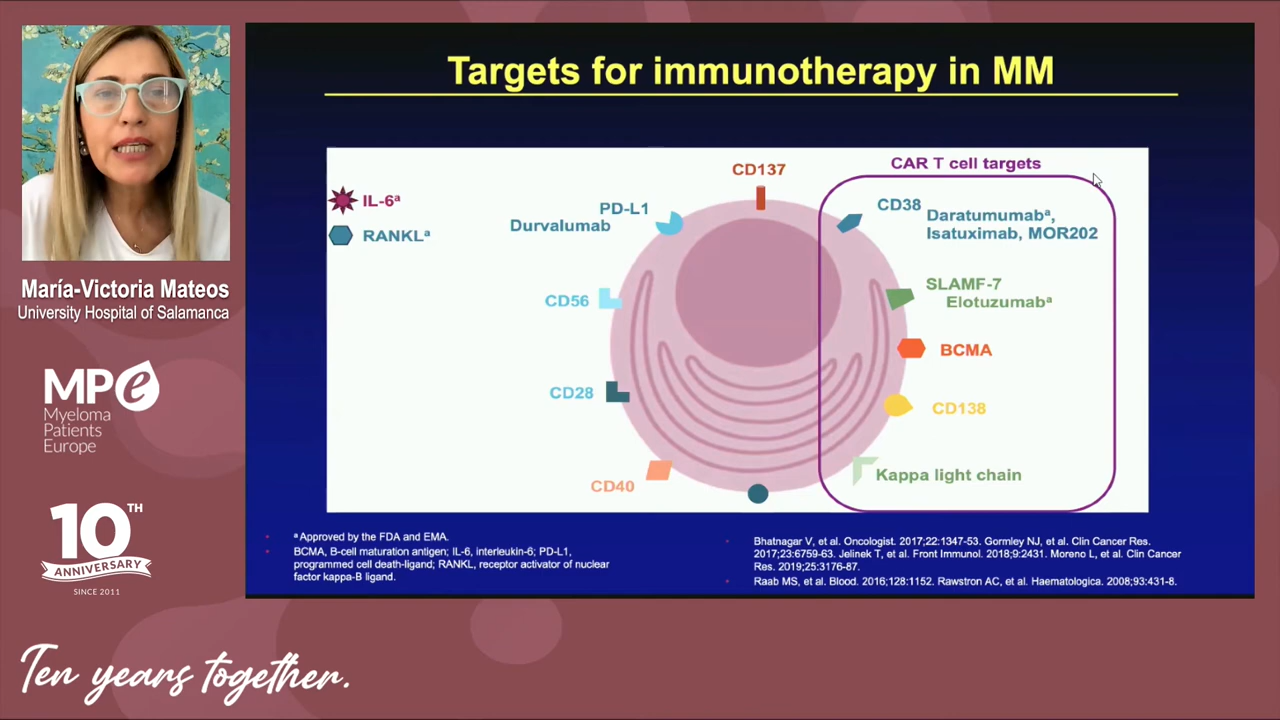 Targets for immunotherapy in MM
CAR T cell targets
CD137
IL-6ᵃ
RANKLᵃ
PD-L1
Durvalumab
CD38
Daratumumabᵃ,
Isatuximab, MOR202
CD56
SLAMF-7
Elotuzumabᵃ
BCMA
CD28
CD138
CD40
Kappa light chain
ᵃ Approved by the FDA and EMA.
BCMA, B-cell maturation antigen; IL-6, interleukin-6; PD-L1,
programmed cell death-ligand; RANKL, receptor activator of nuclear
factor kappa-B ligand.
Bhatnagar V, et al. Oncologist. 2017;22:1347-53. Gormley NJ, et al. Clin Cancer Res.
2017;23:6759-63. Jelinek T, et al. Front Immunol. 2018;9:2431. Moreno L, et al. Clin Cancer
Res. 2019;25:3176-87.
Raab MS, et al. Blood. 2016;128:1152. Rawstron AC, et al. Haematologica. 2008;93:431-8.
María-Victoria Mateos
University Hospital of Salamanca
MPe
Myeloma
Patients
Europe
10TH
ANNIVERSARY
SINCE 2011
Ten years together.